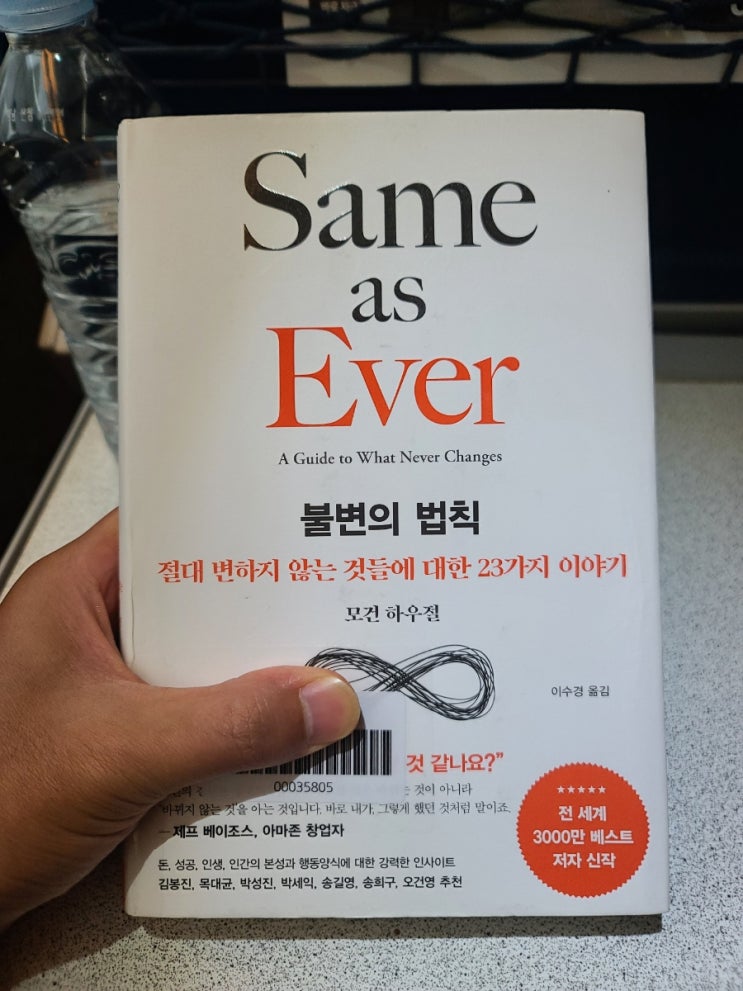 Same
as
Ever
A Guide to What Never Changes
불변의 법칙
절대 변하지 않는 것들에 대한 23가지 이야기
모건 하우절
이수경 옮김
것 같나요?”
것이 아니라
00035805
바뀌지 않는 것'을 아는 것입니다. 바로 내가, 그렇게 했던 것처럼 말이죠.
— 제프 베이조스, 아마존 창업자
돈, 성공, 인생, 인간의 본성과 행동양식에 대한 강력한 인사이트
김봉진, 목대균, 박성진, 박세익, 송길영, 송희구, 오건영 추천
★★★★★
전 세계
3000만 베스트
저자 신작